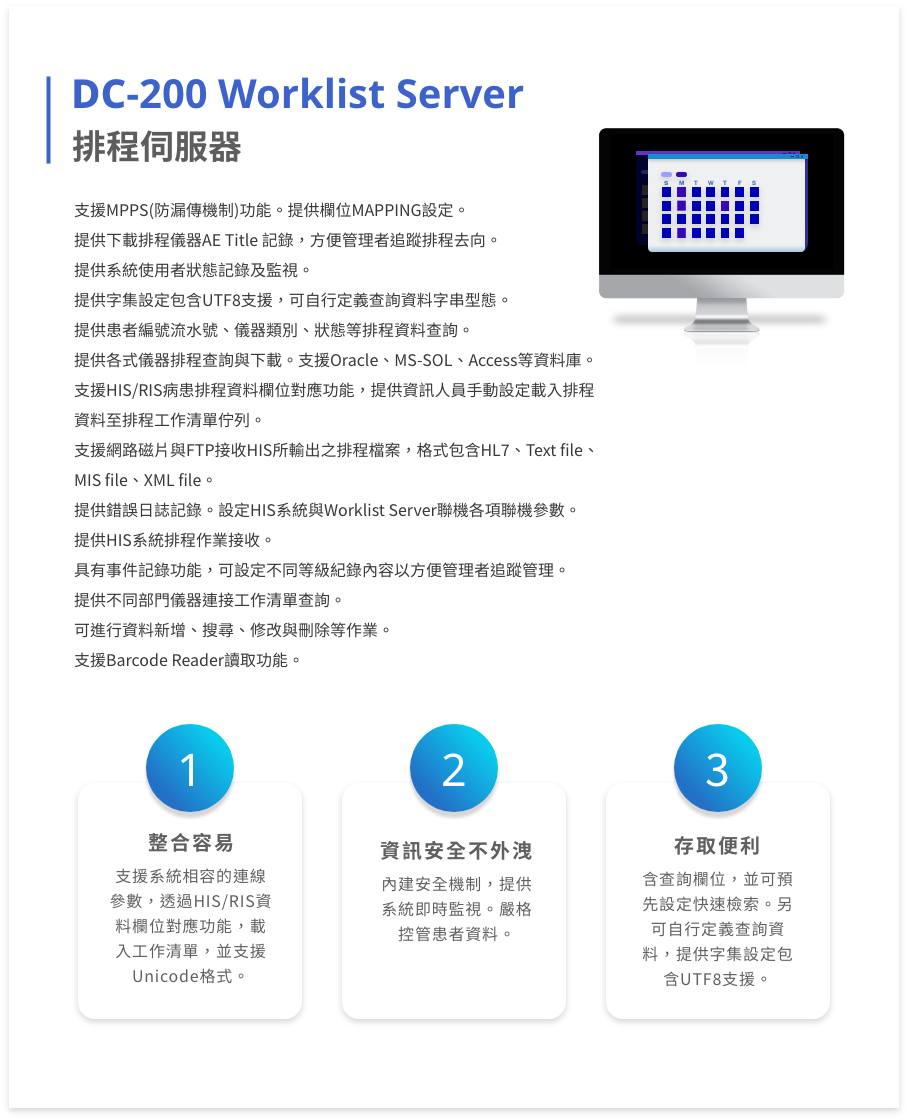 DC-200 Worklist Server
排程伺服器
S M T W T F S
支援MPPS(防漏傳機制)功能。提供欄位MAPPING設定。
提供下載排程儀器AE Title 記錄，方便管理者追蹤排程去向。
提供系統使用者狀態記錄及監視。
提供字集設定包含UTF8支援，可自行定義查詢資料字串型態。
提供患者編號流水號、儀器類別、狀態等排程資料查詢。
提供各式儀器排程查詢與下載。支援Oracle、MS-SOL、Access等資料庫。
支援HIS/RIS病患排程資料欄位對應功能，提供資訊人員手動設定載入排程
資料至排程工作清單佇列。
支援網路磁片與FTP接收HIS所輸出之排程檔案，格式包含HL7、Text file、
MIS file、XML file。
提供錯誤日誌記錄。設定HIS系統與Worklist Server聯機各項聯機參數。
提供HIS系統排程作業接收。
具有事件記錄功能，可設定不同等級紀錄內容以方便管理者追蹤管理。
提供不同部門儀器連接工作清單查詢。
可進行資料新增、搜尋、修改與刪除等作業。
支援Barcode Reader讀取功能。
1
整合容易
支援系統相容的連線
參數，透過HIS/RIS資
料欄位對應功能，載
入工作清單，並支援
Unicode格式。
2
資訊安全不外洩
內建安全機制，提供
系統即時監視。嚴格
控管患者資料。
3
存取便利
含查詢欄位，並可預
先設定快速檢索。另
可自行定義查詢資
料，提供字集設定包
含UTF8支援。